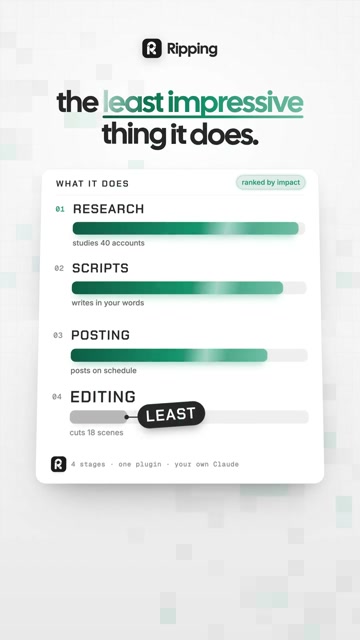 Ripping
the least impressive
thing it does.
WHAT IT DOES
ranked by impact
01 RESEARCH
studies 40 accounts
02 SCRIPTS
writes in your words
03 POSTING
posts on schedule
04 EDITING
LEAST
cuts 18 scenes
4 stages · one plugin · your own Claude